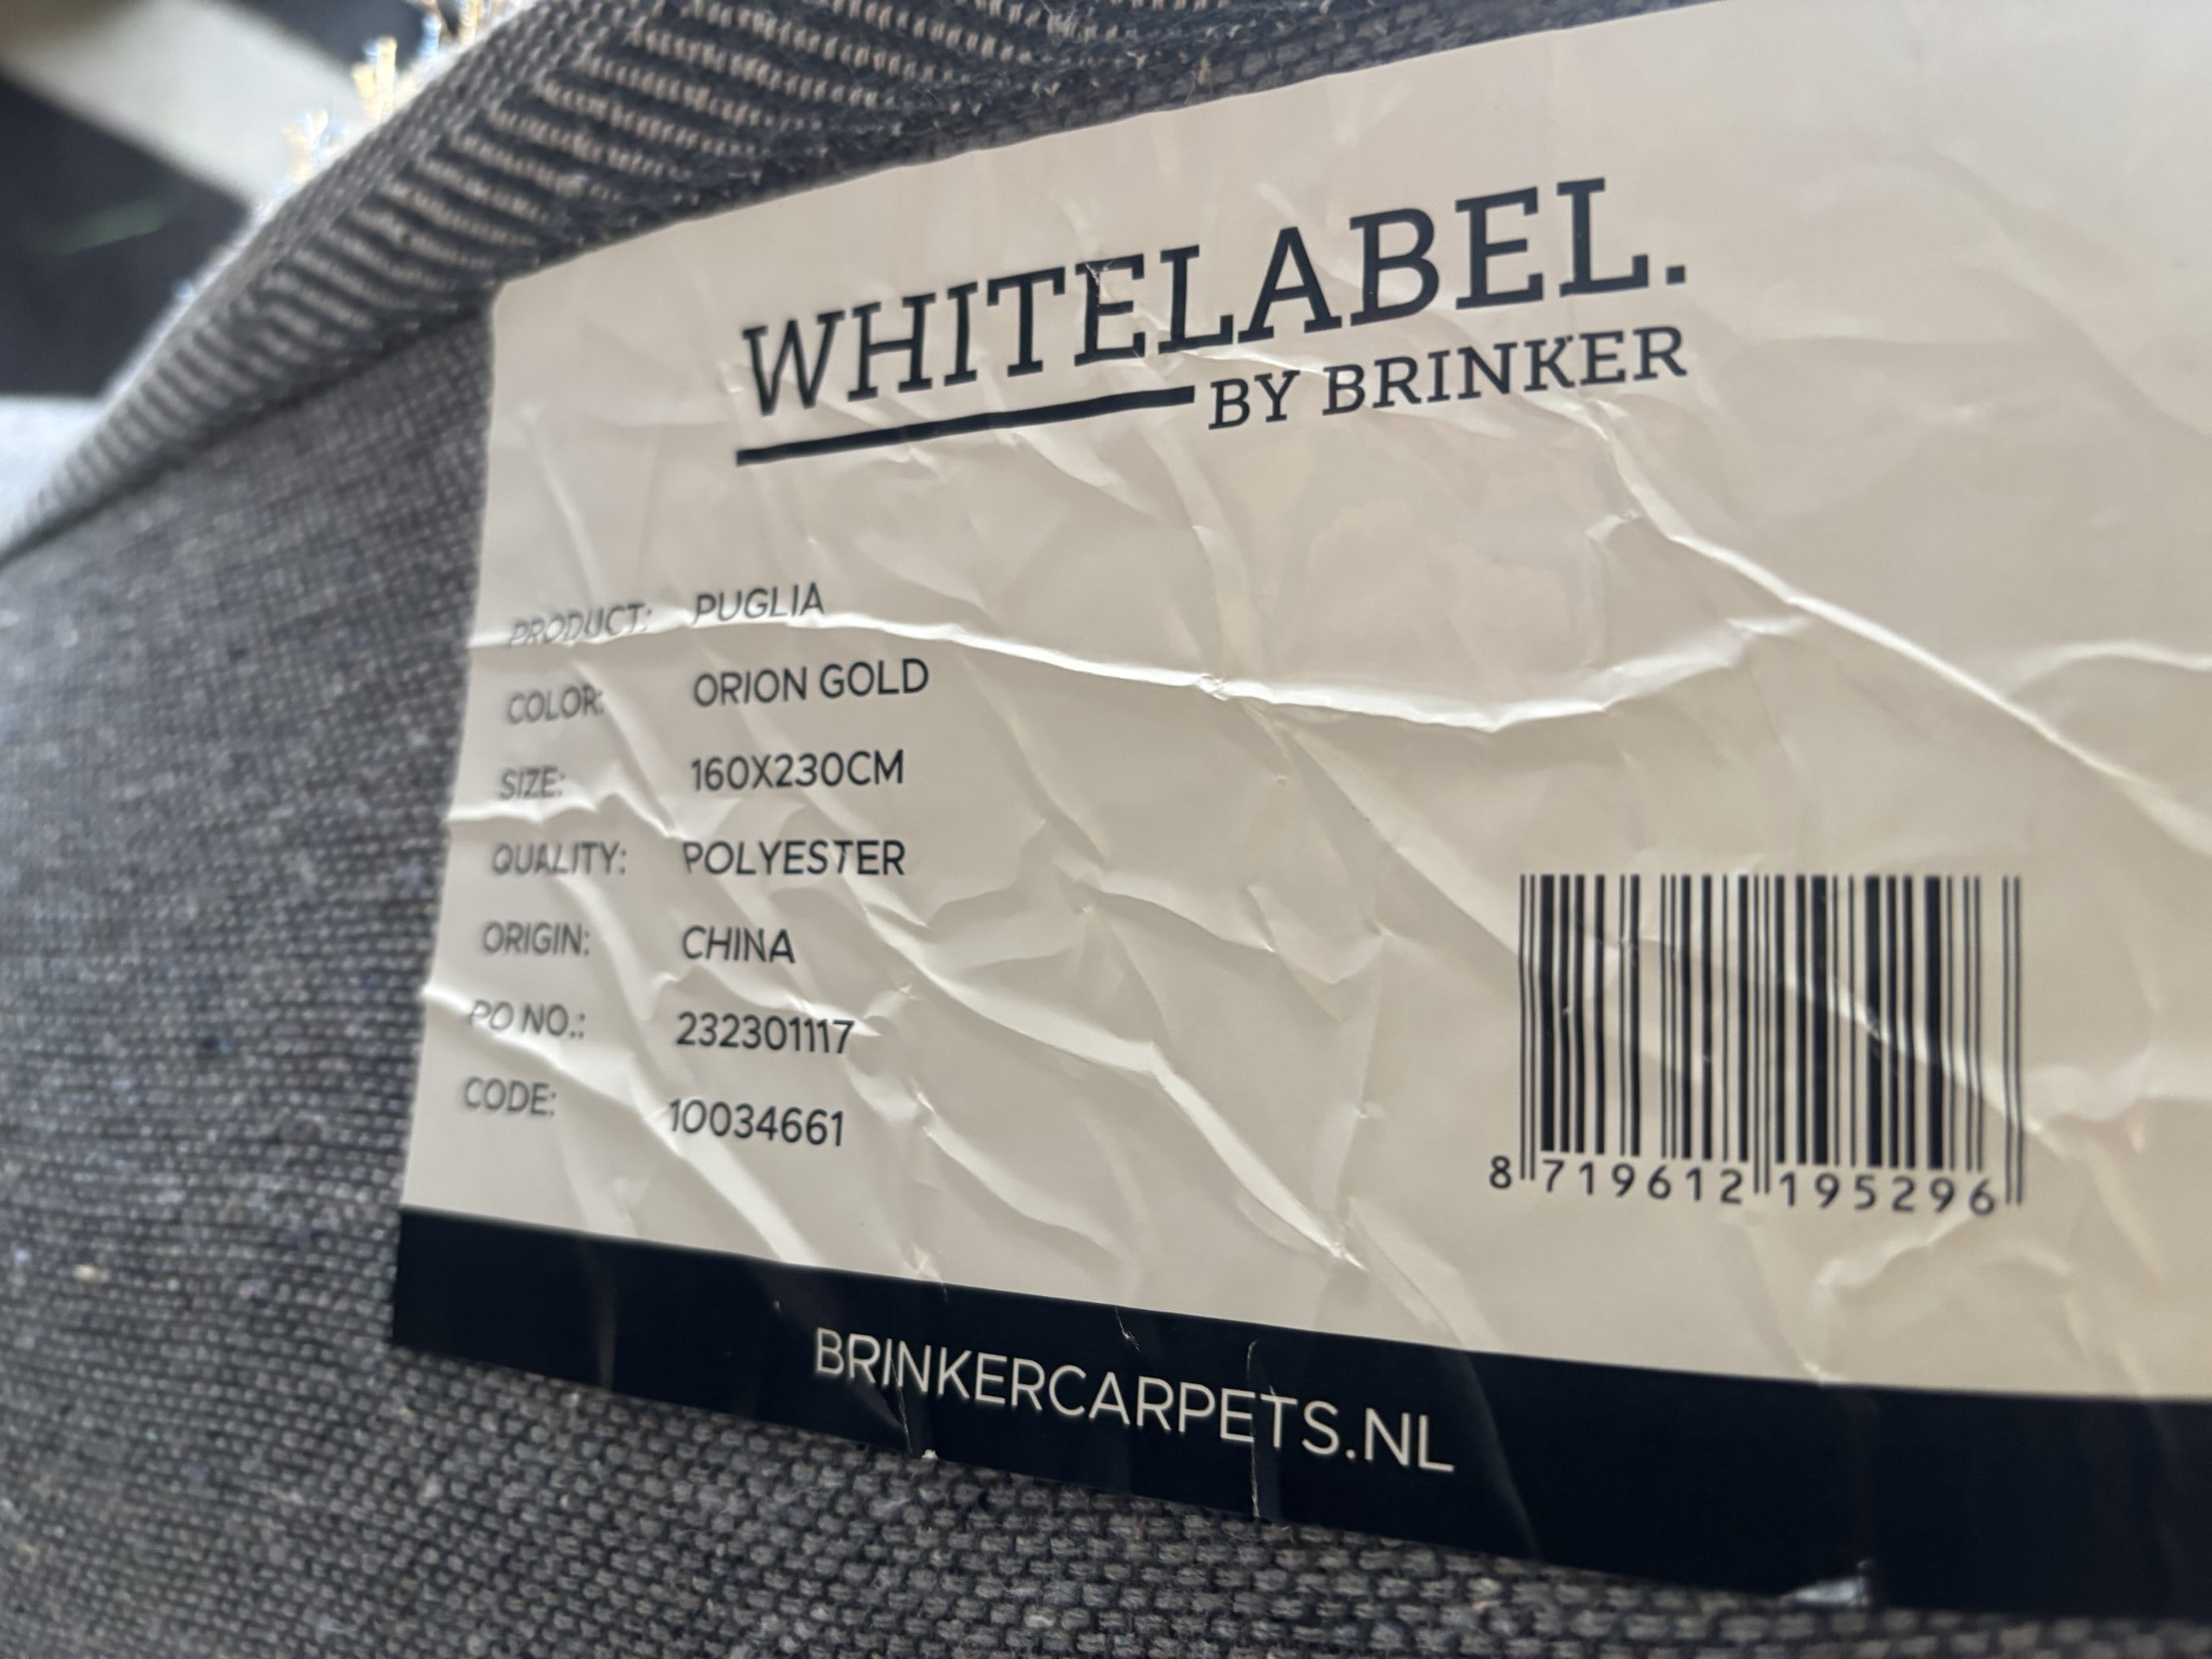 WHITELABEL.
BY BRINKER
PRODUCT: PUGLIA
COLOR: ORION GOLD
SIZE: 160X230CM
QUALITY: POLYESTER
ORIGIN: CHINA
PO NO.: 232301117
CODE: 10034661
8 719612 195296
BRINKERCARPETS.NL